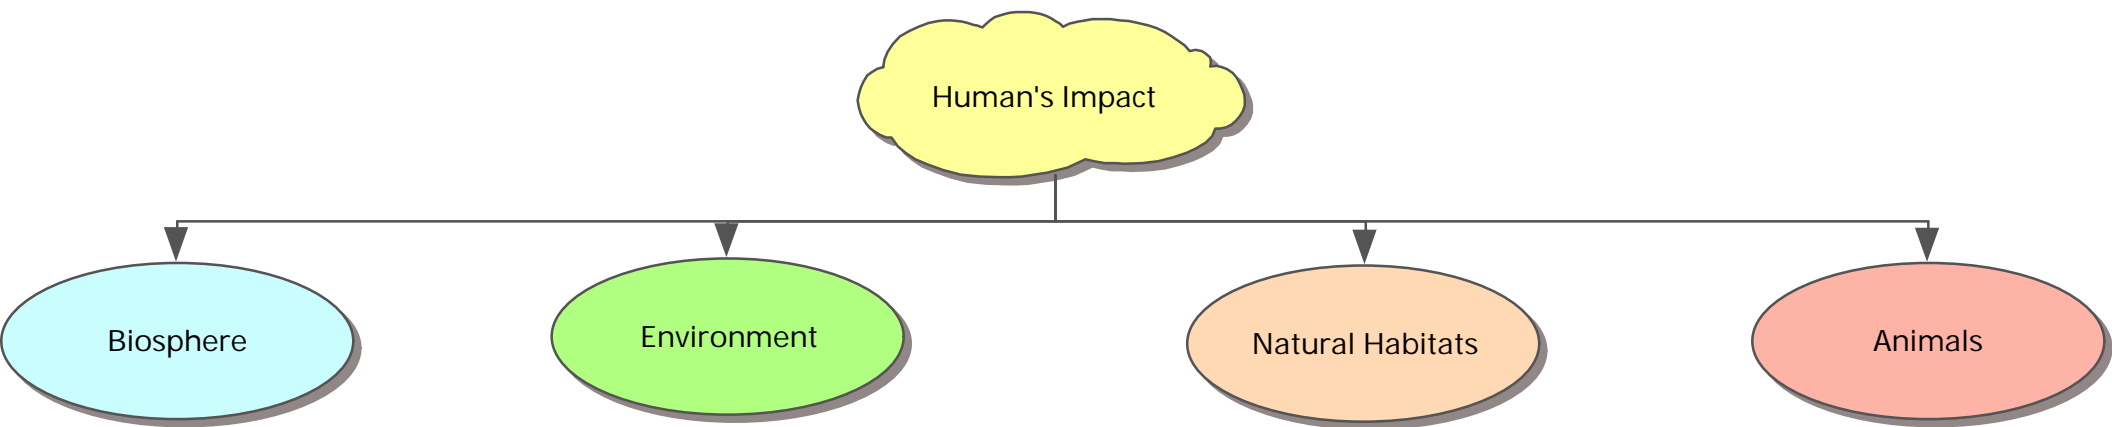 Human's Impact
Biosphere
Environment
Natural Habitats
Animals